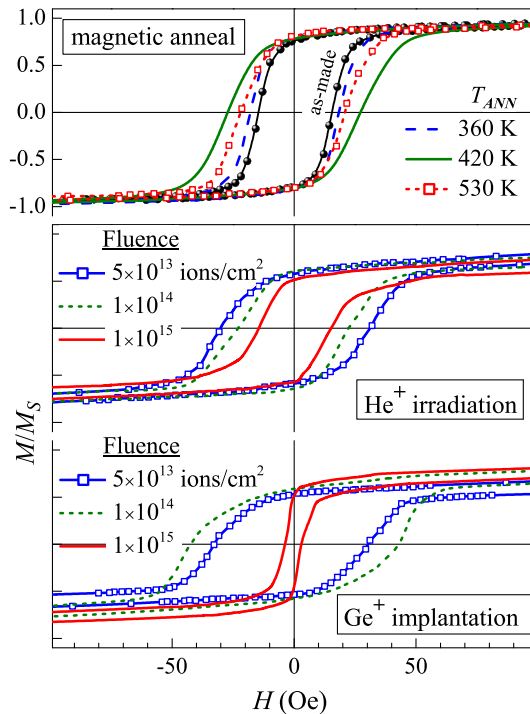 1.0
magnetic anneal
0.5
as-made
T_ANN
0.0
360 K
-0.5
420 K
530 K
-1.0
Fluence
5×10^13 ions/cm^2
1×10^14
1×10^15
He^+ irradiation
M/M_S
Fluence
5×10^13 ions/cm^2
1×10^14
1×10^15
Ge^+ implantation
-50 0 50
H (Oe)